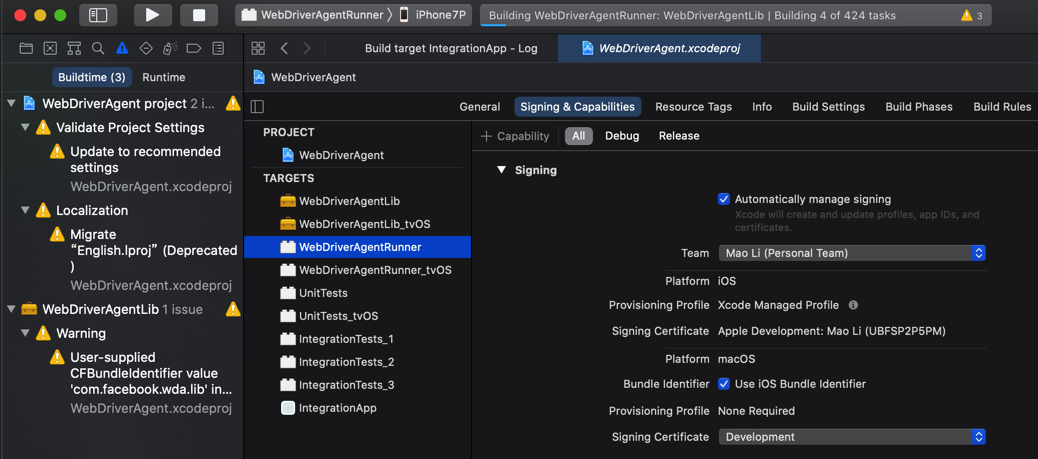 WebDriverAgentRunner 〉 iPhone7P
Building WebDriverAgentRunner: WebDriverAgentLib | Building 4 of 424 tasks
3
Build target IntegrationApp - Log
WebDriverAgent.xcodeproj
Buildtime (3)
Runtime
WebDriverAgent
WebDriverAgent project 2 i...
Validate Project Settings
Update to recommended
settings
WebDriverAgent.xcodeproj
Localization
Migrate
“English.lproj” (Deprecated
)
WebDriverAgent.xcodeproj
WebDriverAgentLib 1 issue
Warning
User-supplied
CFBundleIdentifier value
'com.facebook.wda.lib' in...
WebDriverAgent.xcodeproj
General
Signing & Capabilities
Resource Tags
Info
Build Settings
Build Phases
Build Rules
PROJECT
WebDriverAgent
TARGETS
WebDriverAgentLib
WebDriverAgentLib_tvOS
WebDriverAgentRunner
WebDriverAgentRunner_tvOS
UnitTests
UnitTests_tvOS
IntegrationTests_1
IntegrationTests_2
IntegrationTests_3
IntegrationApp
+ Capability
All
Debug
Release
Signing
Automatically manage signing
Xcode will create and update profiles, app IDs, and
certificates.
Team Mao Li (Personal Team)
Platform iOS
Provisioning Profile Xcode Managed Profile
Signing Certificate Apple Development: Mao Li (UBFSP2P5PM)
Platform macOS
Bundle Identifier Use iOS Bundle Identifier
Provisioning Profile None Required
Signing Certificate Development